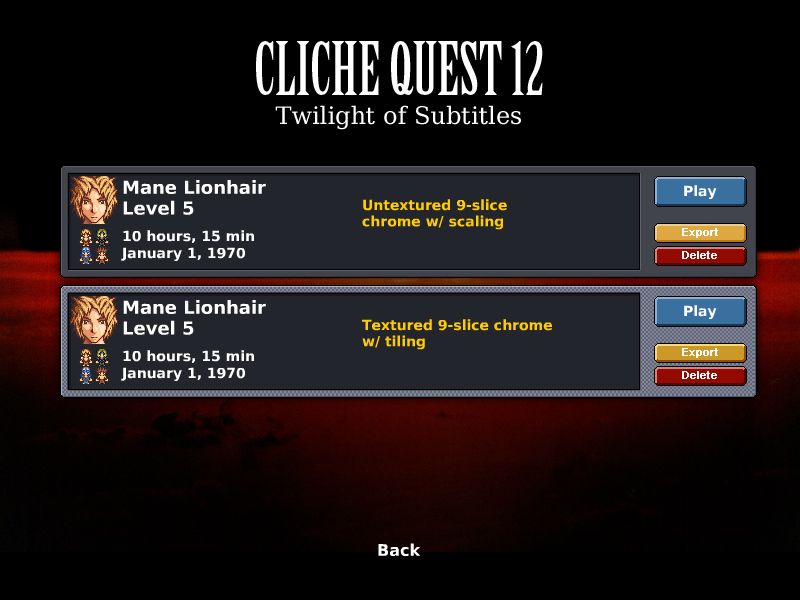 CLICHE QUEST 12
Twilight of Subtitles
Mane Lionhair
Level 5
10 hours, 15 min
January 1, 1970
Untextured 9-slice
chrome w/ scaling
Play
Export
Delete
Mane Lionhair
Level 5
10 hours, 15 min
January 1, 1970
Textured 9-slice chrome
w/ tiling
Play
Export
Delete
Back